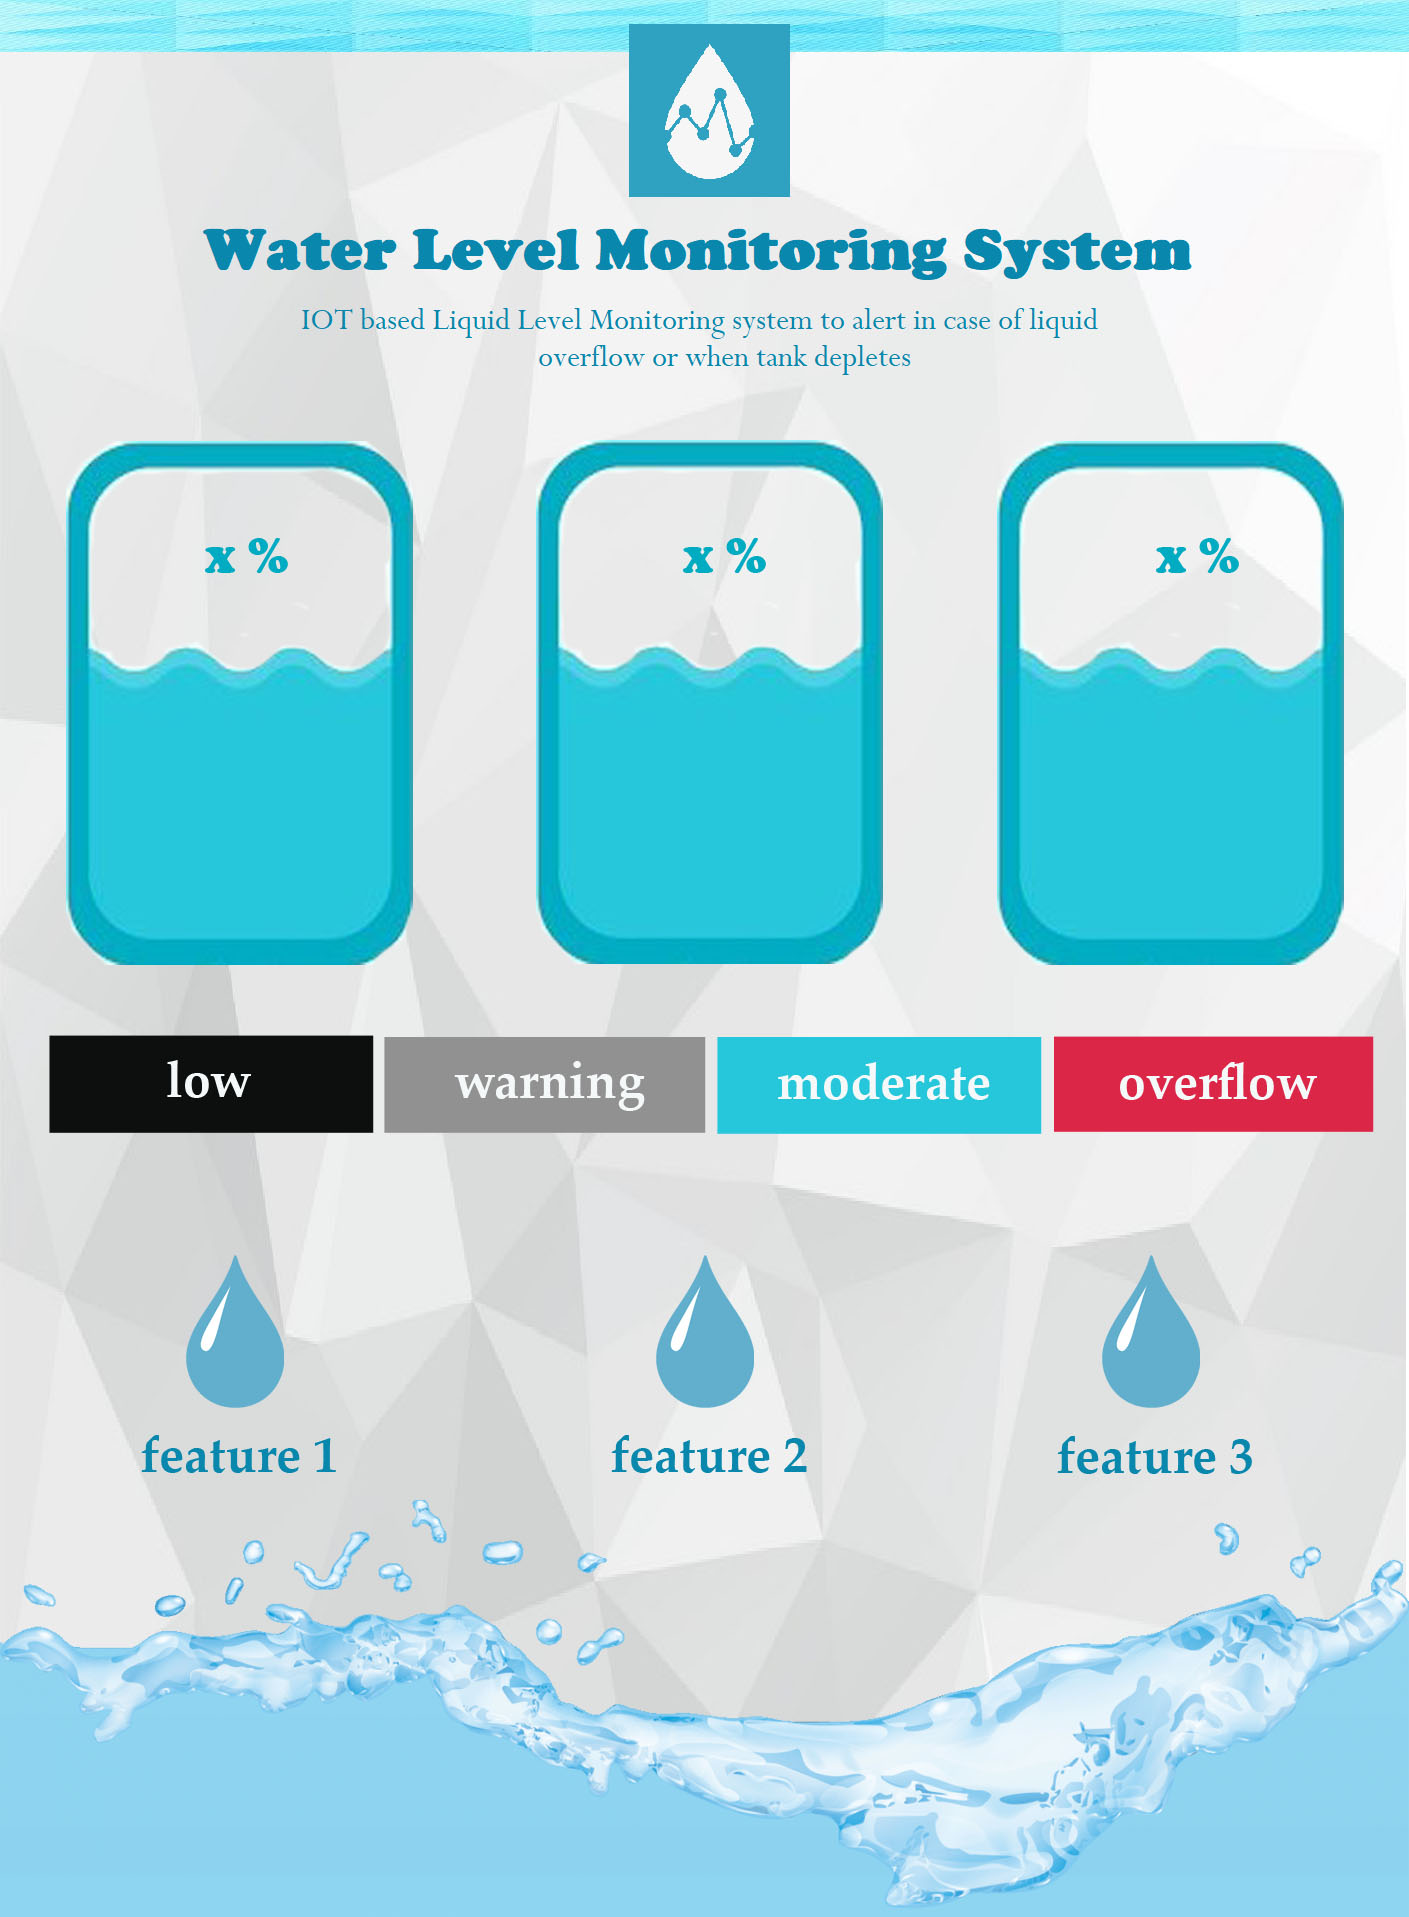 Water Level Monitoring System
IOT based Liquid Level Monitoring system to alert in case of liquid
overflow or when tank depletes
x %
x %
x %
low
warning
moderate
overflow
feature 1
feature 2
feature 3